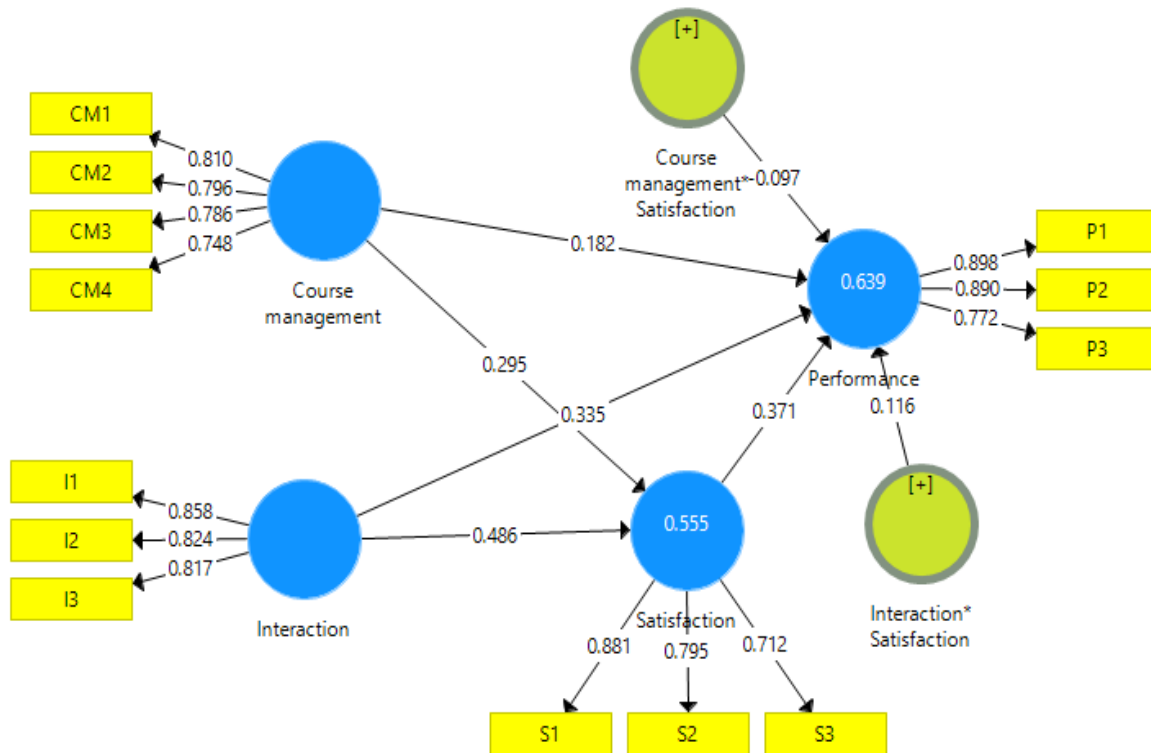 [+]
Course
management*
Satisfaction
-0.097
CM1
CM2
CM3
CM4
0.810
0.796
0.786
0.748
Course
management
0.182
0.295
0.639
Performance
0.898
0.890
0.772
P1
P2
P3
0.335
0.371
0.116
I1
I2
I3
0.858
0.824
0.817
Interaction
0.486
0.555
Satisfaction
[+]
Interaction*
Satisfaction
0.881
0.795
0.712
S1
S2
S3